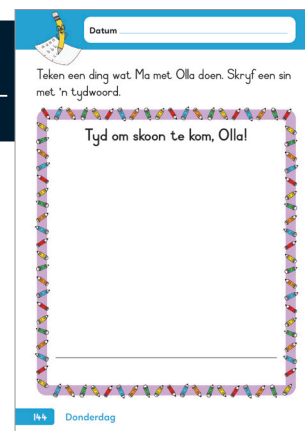 Datum
Teken een ding wat Ma met Olla doen. Skryf een sin
met 'n tydwoord.
Tyd om skoon te kom, Olla!
144 Donderdag